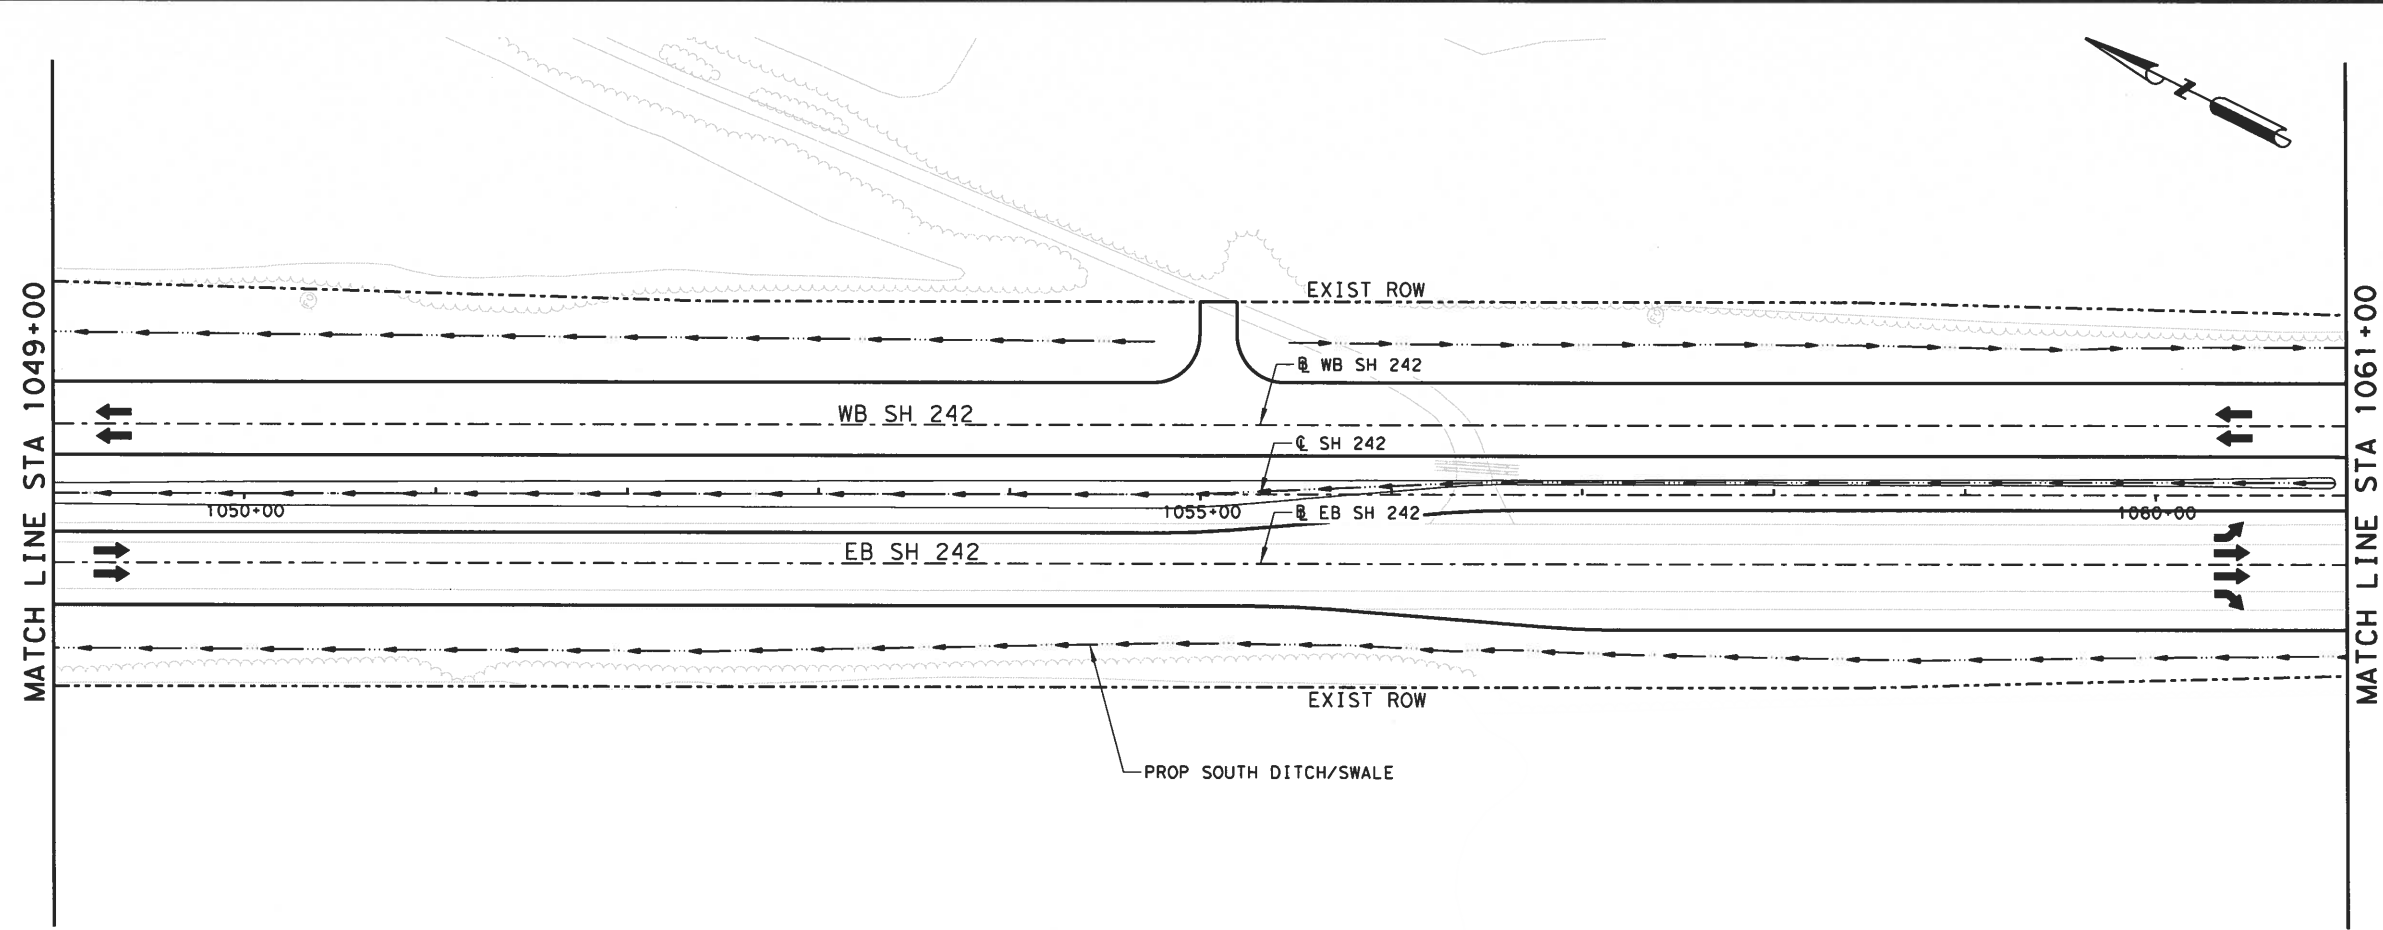 N
EXIST ROW
MATCH LINE STA 1049+00
MATCH LINE STA 1061+00
℄ WB SH 242
WB SH 242
℄ SH 242
1050+00
1055+00
℄ EB SH 242
1060+00
EB SH 242
EXIST ROW
PROP SOUTH DITCH/SWALE